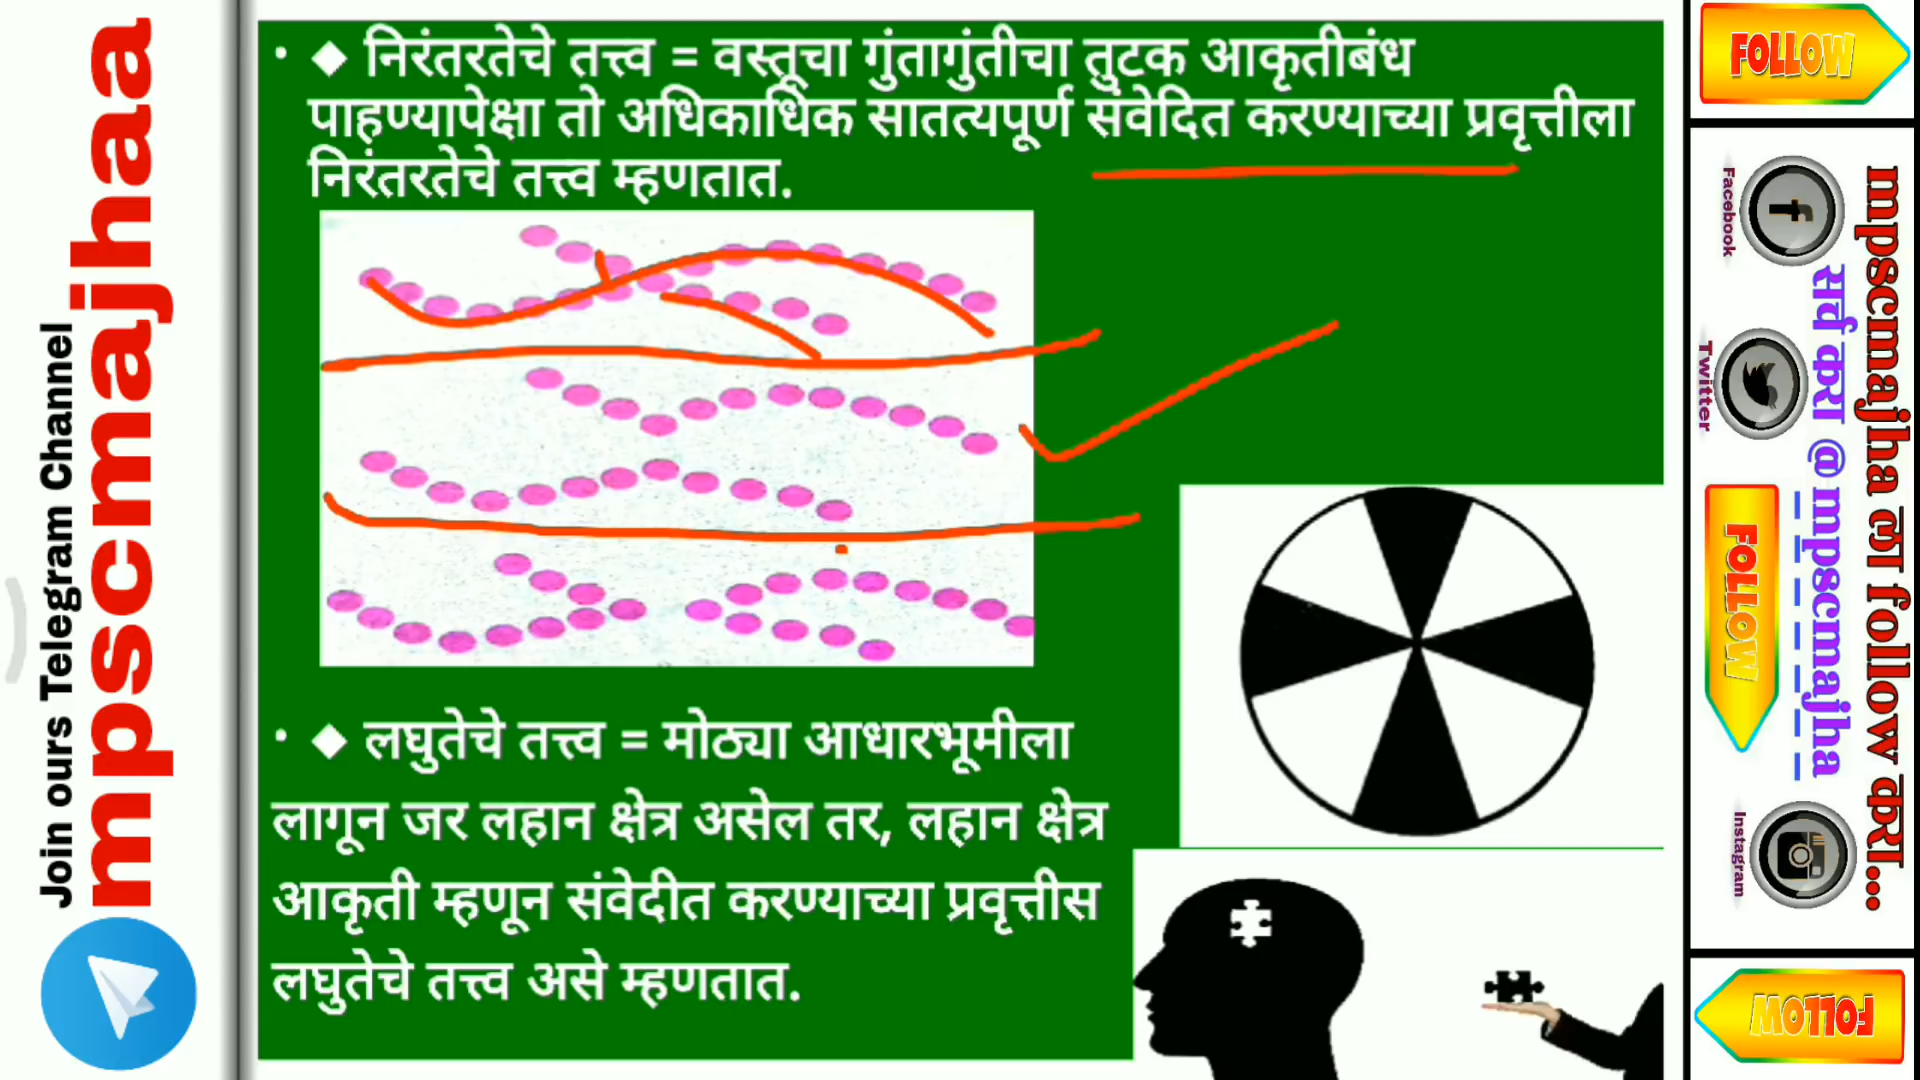 Join ours Telegram Channel
mpscmajhaa
• ◆ निरंतरतेचे तत्त्व = वस्तूचा गुंतागुंतीचा तुटक आकृतीबंध
पाहण्यापेक्षा तो अधिकाधिक सातत्यपूर्ण संवेदित करण्याच्या प्रवृत्तीला
निरंतरतेचे तत्त्व म्हणतात.
• ◆ लघुतेचे तत्त्व = मोठ्या आधारभूमीला
लागून जर लहान क्षेत्र असेल तर, लहान क्षेत्र
आकृती म्हणून संवेदीत करण्याच्या प्रवृत्तीस
लघुतेचे तत्त्व असे म्हणतात.
FOLLOW
mpscmajha ला follow करा...
सर्च करा @mpscmajha
Facebook
Twitter
FOLLOW
Instagram
FOLLOW